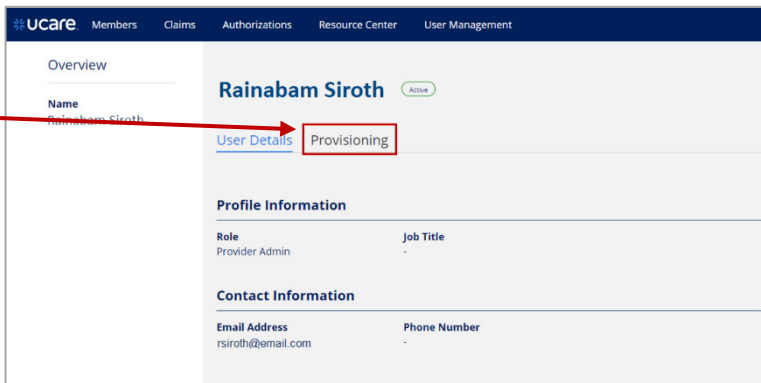 ucare. Members Claims Authorizations Resource Center User Management
Overview
Name
Rainabam Siroth
Rainabam Siroth Active
User Details Provisioning
Profile Information
Role Job Title
Provider Admin -
Contact Information
Email Address Phone Number
rsiroth@email.com -